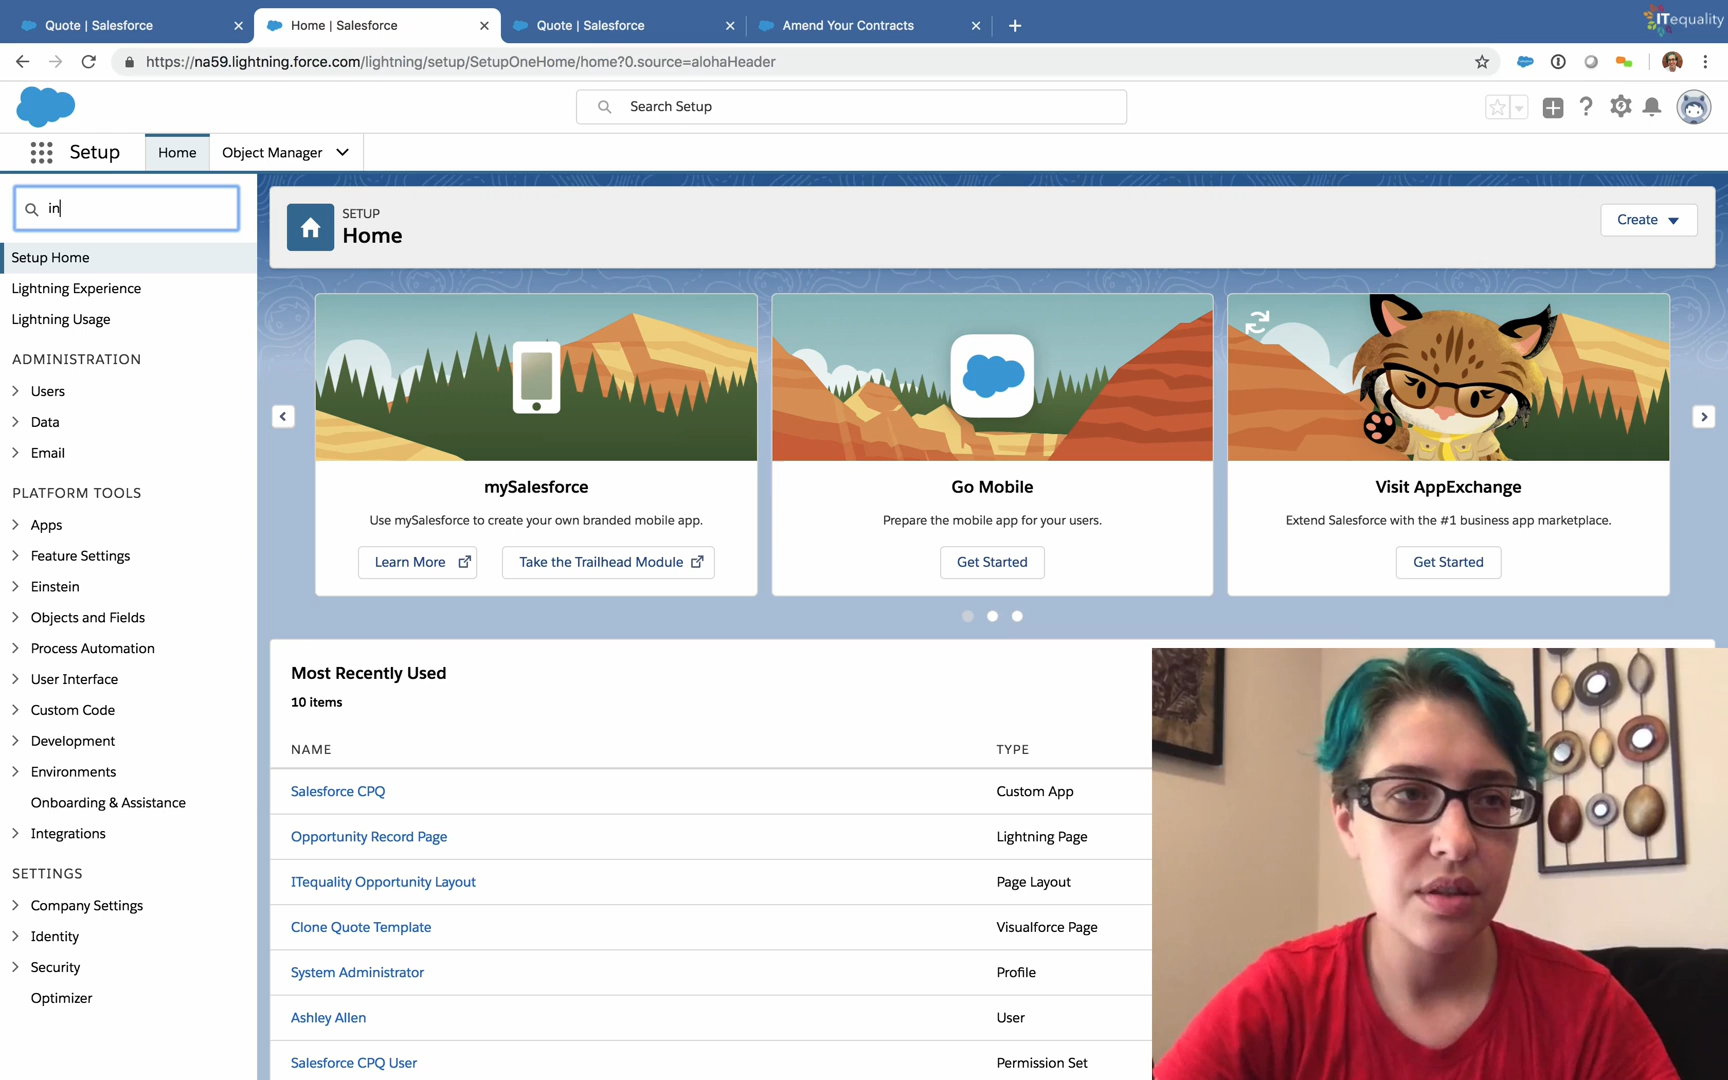 Quote | Salesforce
Home | Salesforce
Quote | Salesforce
Amend Your Contracts
ITequality
https://na59.lightning.force.com/lightning/setup/SetupOneHome/home?0.source=alohaHeader
Search Setup
Setup
Home
Object Manager
in
Setup Home
Lightning Experience
Lightning Usage
ADMINISTRATION
Users
Data
Email
PLATFORM TOOLS
Apps
Feature Settings
Einstein
Objects and Fields
Process Automation
User Interface
Custom Code
Development
Environments
Onboarding & Assistance
Integrations
SETTINGS
Company Settings
Identity
Security
Optimizer
SETUP
Home
Create
mySalesforce
Use mySalesforce to create your own branded mobile app.
Learn More
Take the Trailhead Module
Go Mobile
Prepare the mobile app for your users.
Get Started
Visit AppExchange
Extend Salesforce with the #1 business app marketplace.
Get Started
Most Recently Used
10 items
NAME TYPE
Salesforce CPQ Custom App
Opportunity Record Page Lightning Page
ITequality Opportunity Layout Page Layout
Clone Quote Template Visualforce Page
System Administrator Profile
Ashley Allen User
Salesforce CPQ User Permission Set